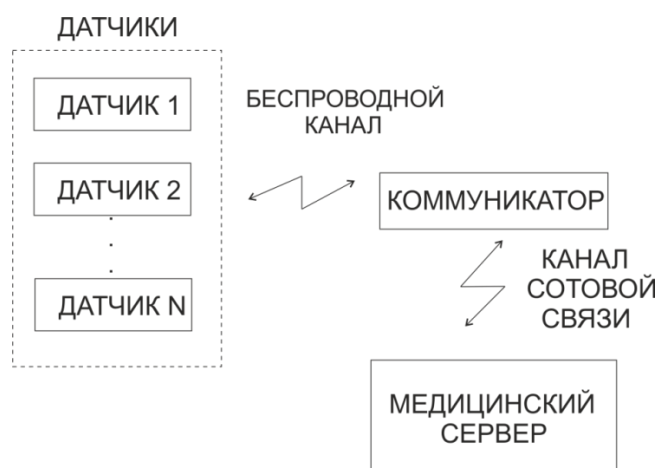 ДАТЧИКИ
ДАТЧИК 1
ДАТЧИК 2
ДАТЧИК N
БЕСПРОВОДНОЙ
КАНАЛ
КОММУНИКАТОР
КАНАЛ
СОТОВОЙ
СВЯЗИ
МЕДИЦИНСКИЙ
СЕРВЕР